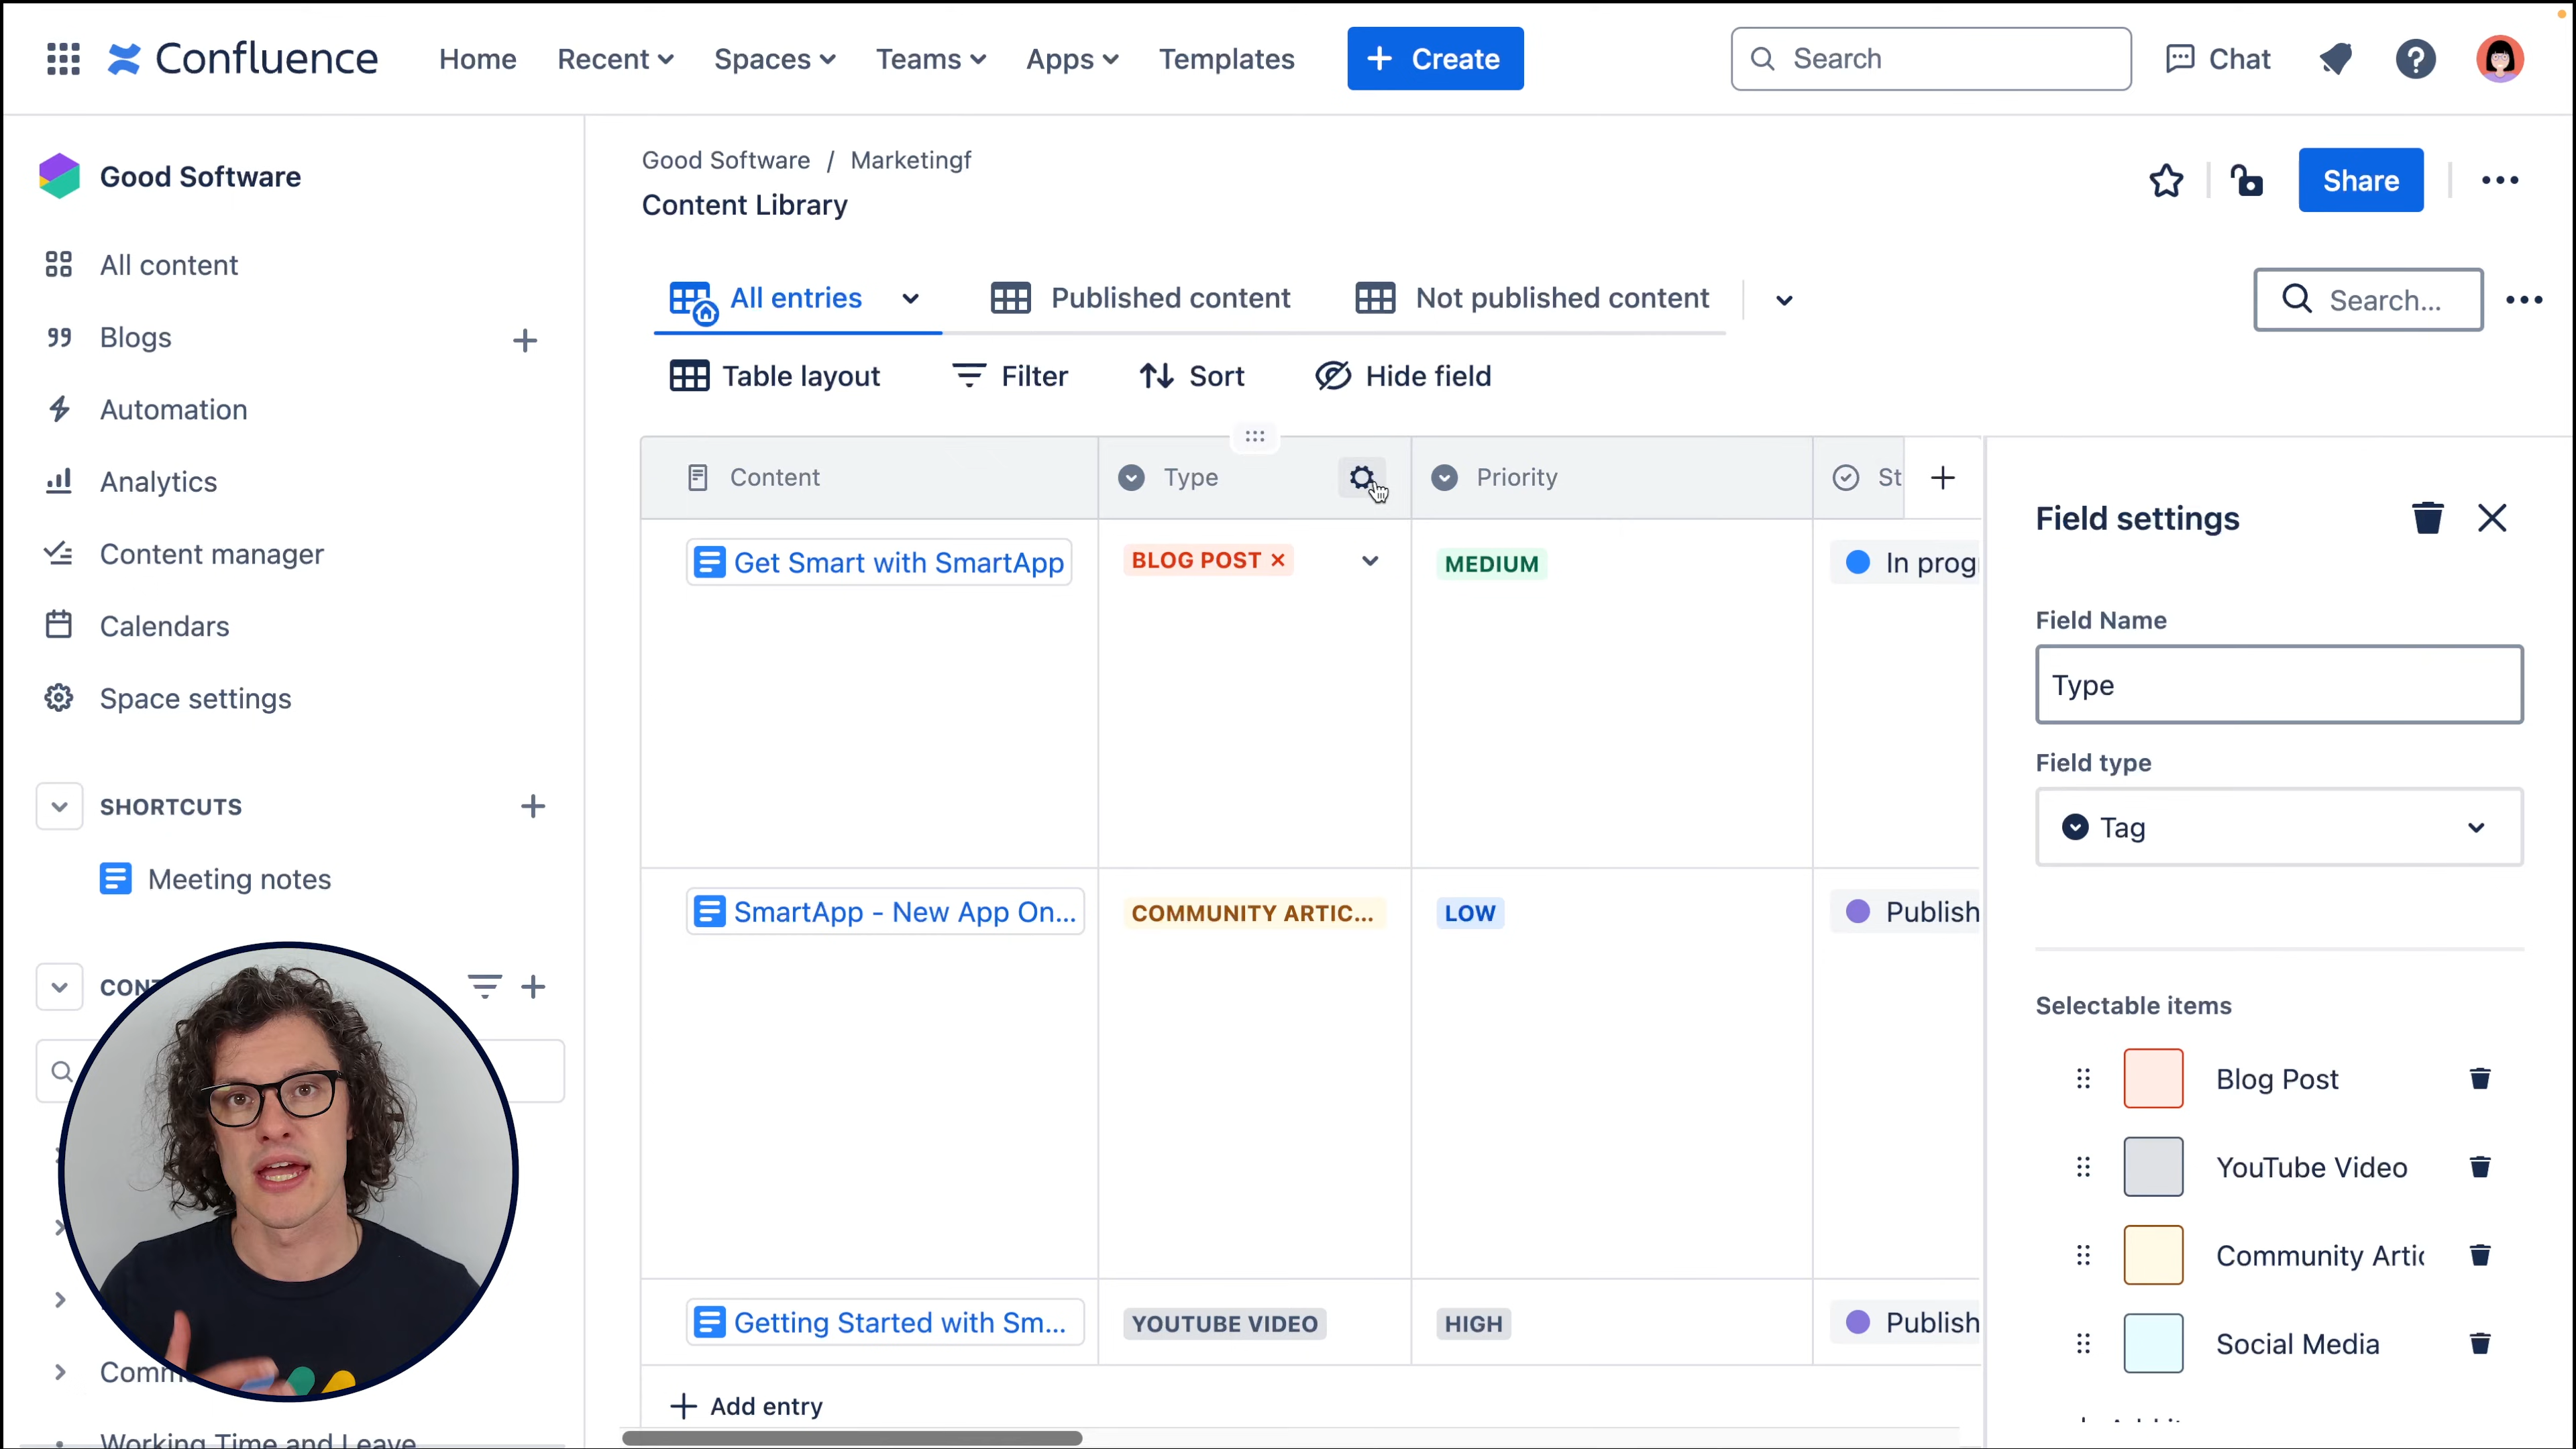 Confluence
Home
Recent
Spaces
Teams
Apps
Templates
+ Create
Search
Chat
Good Software
All content
Blogs
Automation
Analytics
Content manager
Calendars
Space settings
SHORTCUTS
Meeting notes
Working Time and Leave
Good Software / Marketingf
Content Library
Share
All entries
Published content
Not published content
Search...
Table layout
Filter
Sort
Hide field
Content
Type
Priority
St
Get Smart with SmartApp
BLOG POST ×
MEDIUM
In prog
SmartApp - New App On...
COMMUNITY ARTIC...
LOW
Publish
Getting Started with Sm...
YOUTUBE VIDEO
HIGH
Publish
+ Add entry
Field settings
Field Name
Type
Field type
Tag
Selectable items
Blog Post
YouTube Video
Community Artic
Social Media